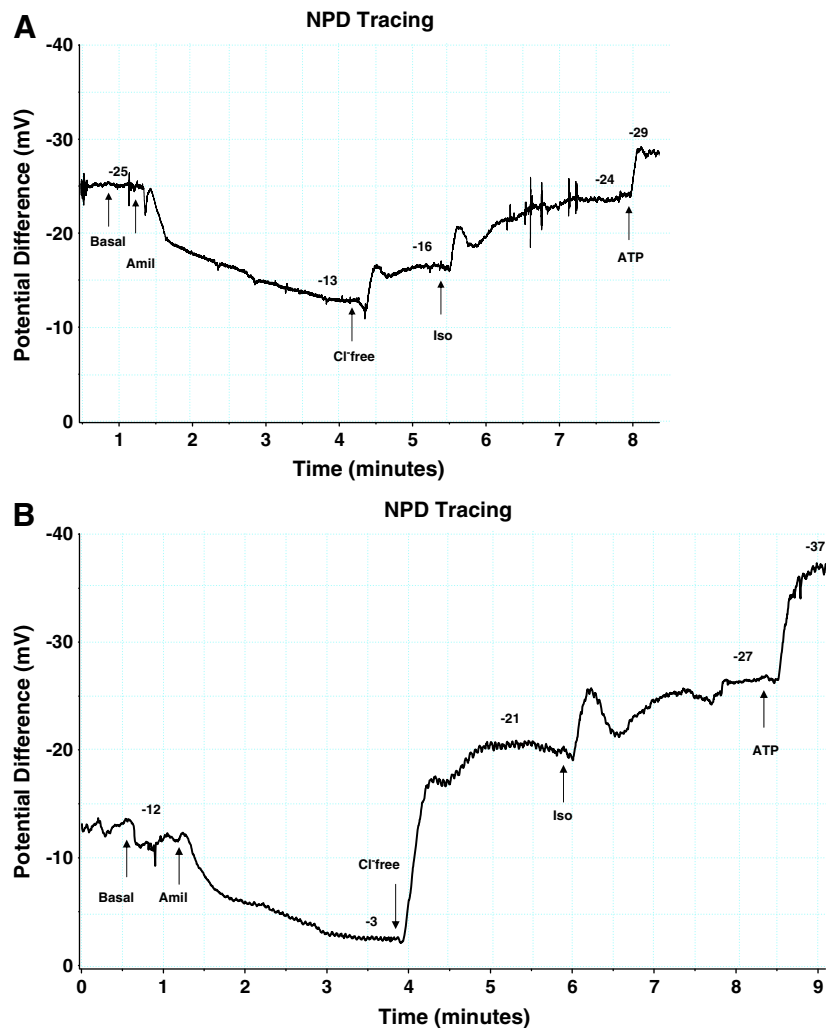 A
NPD Tracing
Potential Difference (mV)
-40
-30
-20
-10
0
-25
Basal
Amil
-13
Cl-free
-16
Iso
-24
ATP
-29
1 2 3 4 5 6 7 8
Time (minutes)
B
NPD Tracing
Potential Difference (mV)
-40
-30
-20
-10
0
-12
Basal
Amil
-3
Cl-free
-21
Iso
-27
ATP
-37
0 1 2 3 4 5 6 7 8 9
Time (minutes)